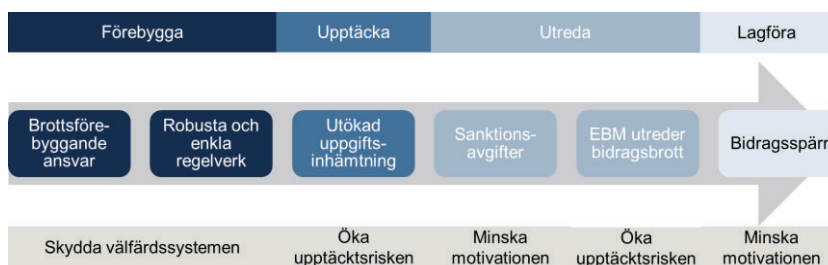 Förebygga
Upptäcka
Utreda
Lagföra
Brottsföre-
byggande
ansvar
Robusta och
enkla
regelverk
Utökad
uppgifts-
inhämtning
Sanktions-
avgifter
EBM utreder
bidragsbrott
Bidragsspärr
Skydda välfärdssystemen
Öka
upptäcktsrisken
Minska
motivationen
Öka
upptäcktsrisken
Minska
motivationen